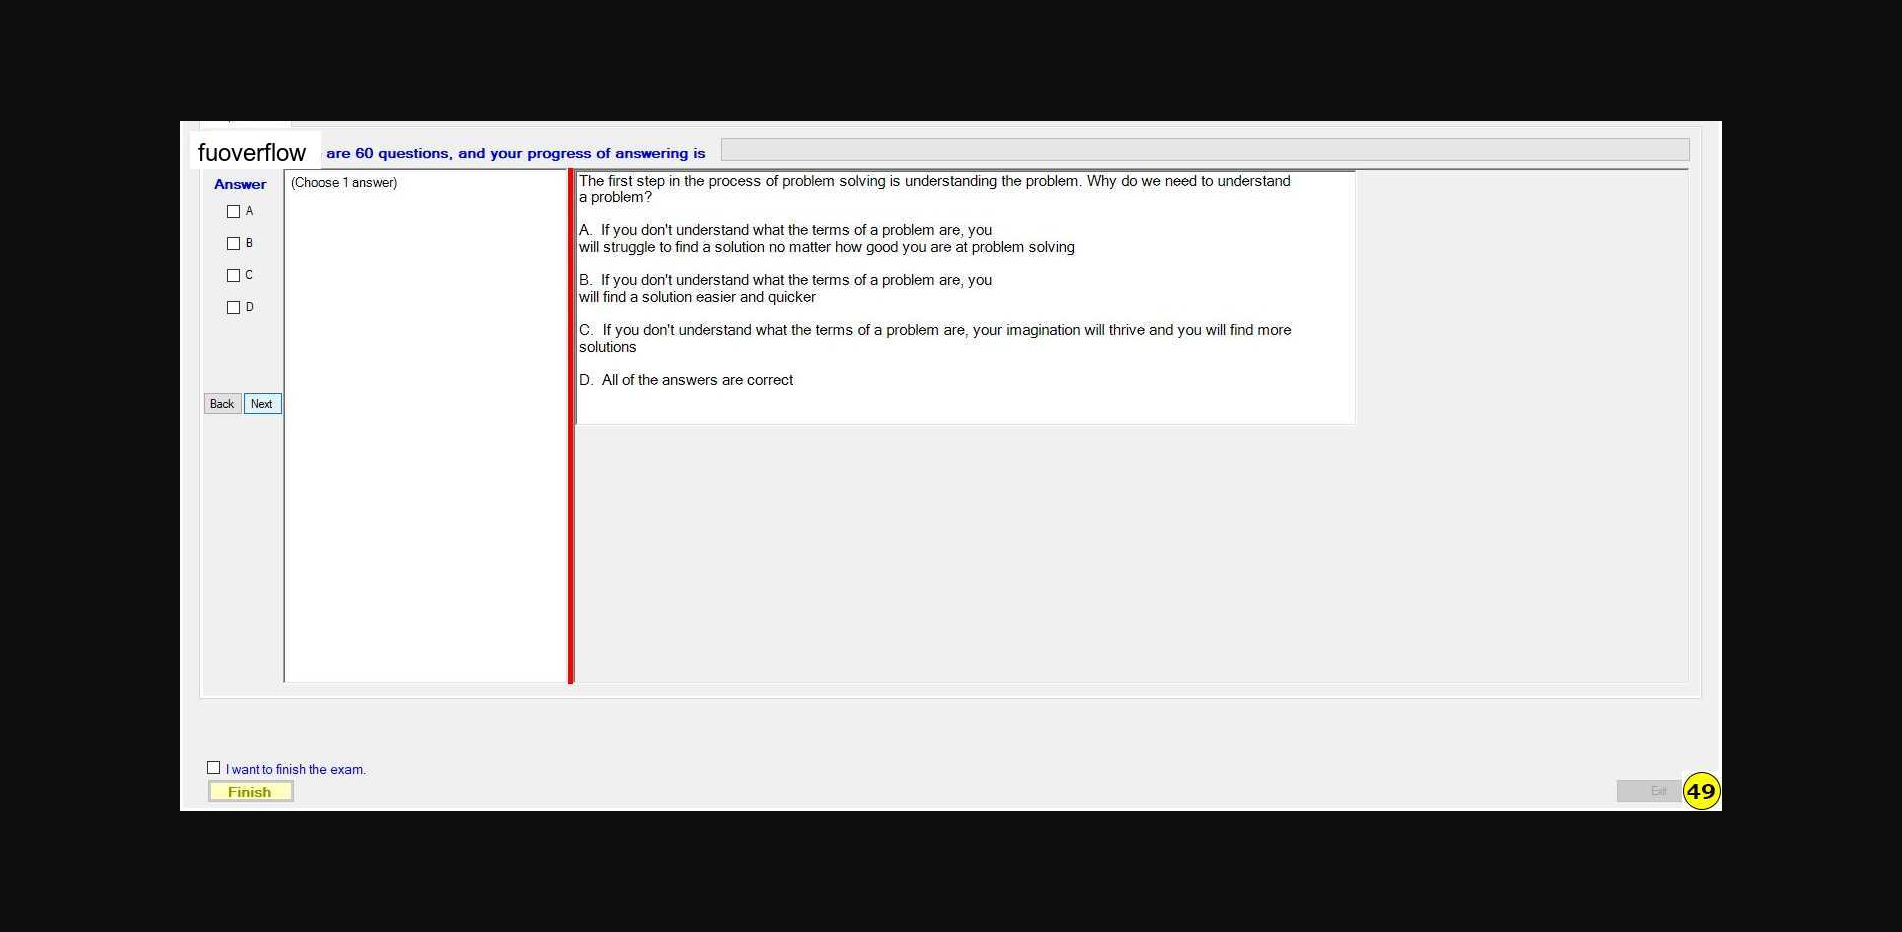 fuoverflow are 60 questions, and your progress of answering is
Answer
(Choose 1 answer)
A
B
C
D
Back Next
The first step in the process of problem solving is understanding the problem. Why do we need to understand
a problem?
A. If you don't understand what the terms of a problem are, you
will struggle to find a solution no matter how good you are at problem solving
B. If you don't understand what the terms of a problem are, you
will find a solution easier and quicker
C. If you don't understand what the terms of a problem are, your imagination will thrive and you will find more
solutions
D. All of the answers are correct
I want to finish the exam.
Finish
Exit
49